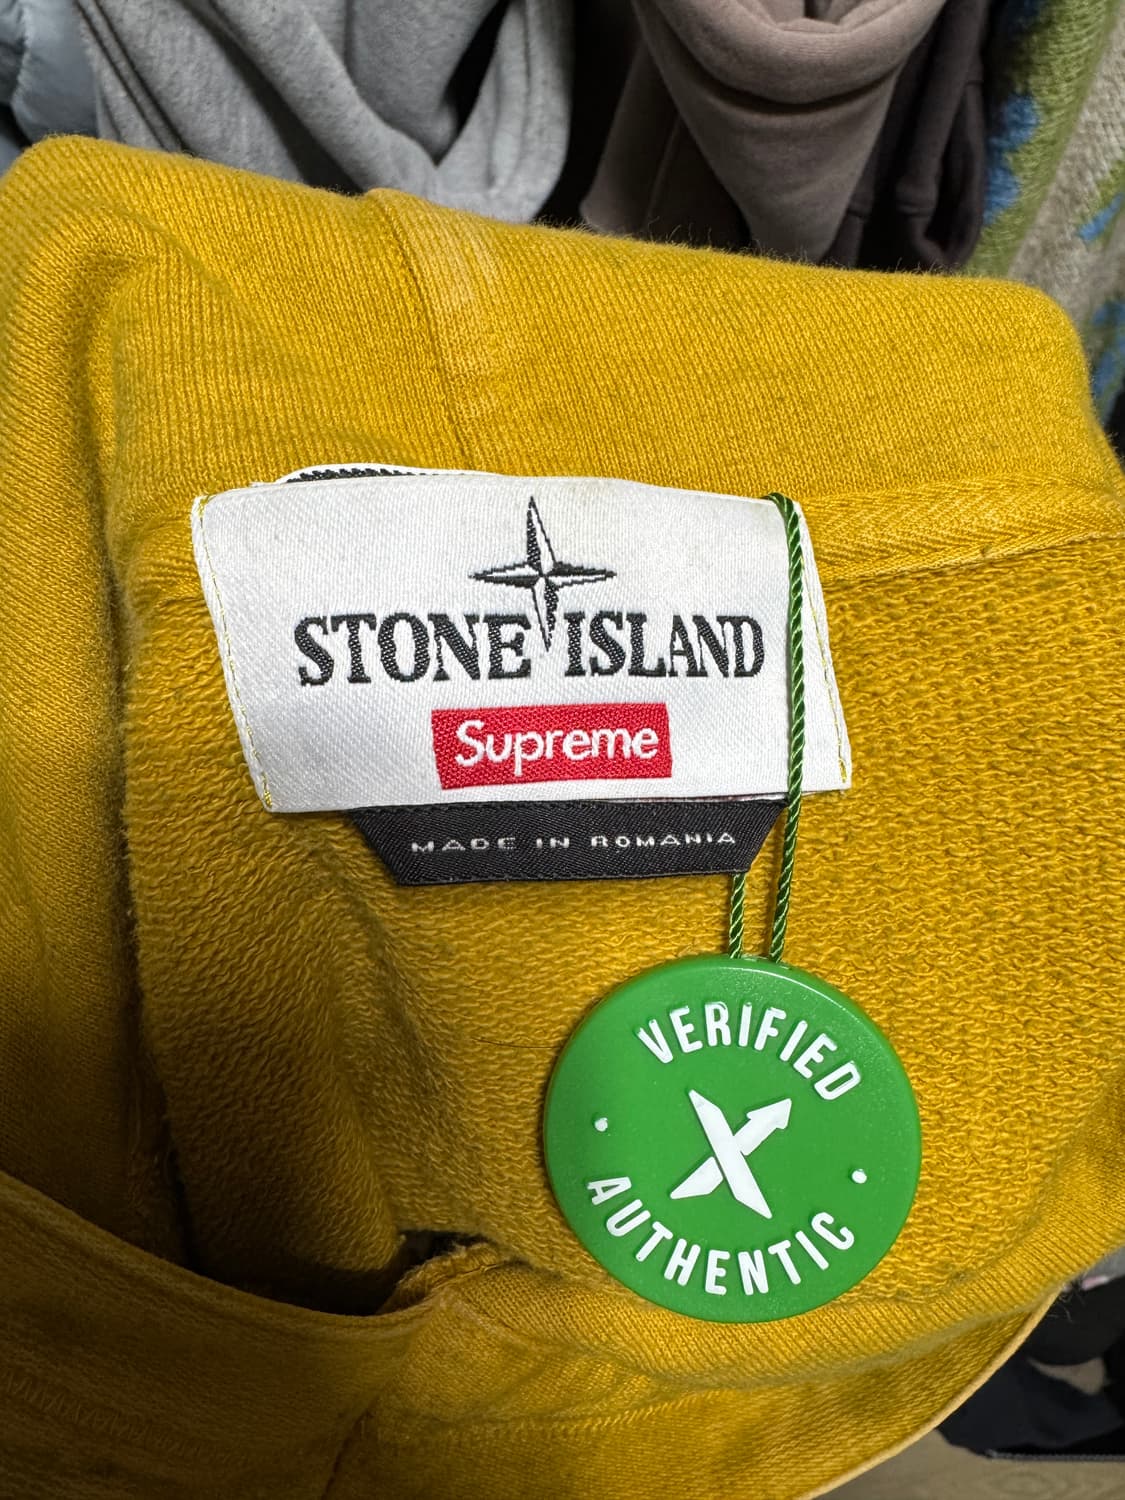 STONE ISLAND
Supreme
MADE IN ROMANIA
VERIFIED
X
AUTHENTIC